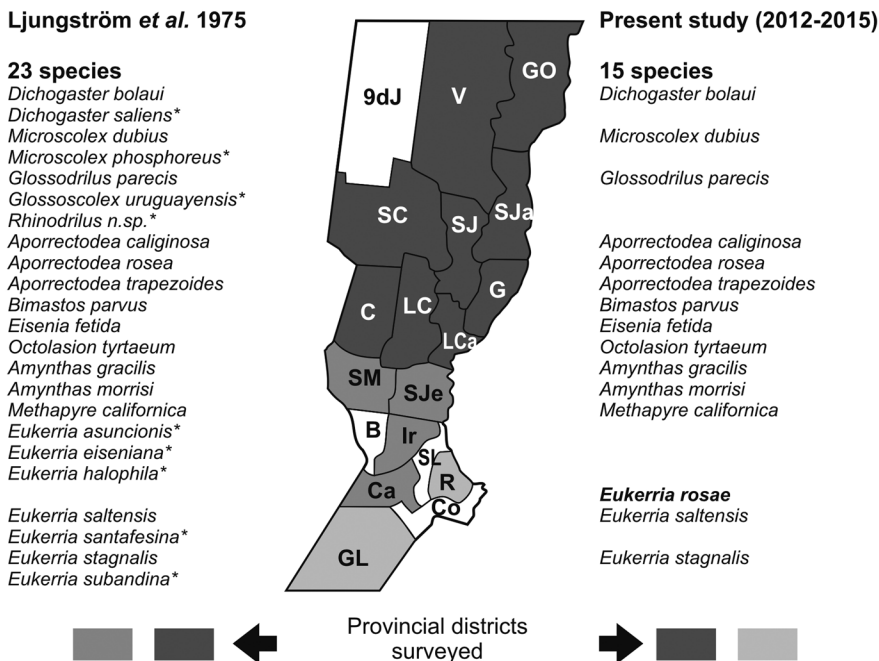 Ljungström et al. 1975
23 species
Dichogaster bolaui
Dichogaster saliens*
Microscolex dubius
Microscolex phosphoreus*
Glossodrilus parecis
Glossoscolex uruguayensis*
Rhinodrilus n.sp.*
Aporrectodea caliginosa
Aporrectodea rosea
Aporrectodea trapezoides
Bimastos parvus
Eisenia fetida
Octolasion tyrtaeum
Amynthas gracilis
Amynthas morrisi
Methapyre californica
Eukerria asuncionis*
Eukerria eiseniana*
Eukerria halophila*
Eukerria saltensis
Eukerria santafesina*
Eukerria stagnalis
Eukerria subandina*
9dJ
V
GO
SC
SJ
SJa
C
LC
G
LCa
SM
SJe
B
Ir
SL
R
Ca
Co
GL
Present study (2012-2015)
15 species
Dichogaster bolaui
Microscolex dubius
Glossodrilus parecis
Aporrectodea caliginosa
Aporrectodea rosea
Aporrectodea trapezoides
Bimastos parvus
Eisenia fetida
Octolasion tyrtaeum
Amynthas gracilis
Amynthas morrisi
Methapyre californica
Eukerria rosae
Eukerria saltensis
Eukerria stagnalis
Provincial districts
surveyed